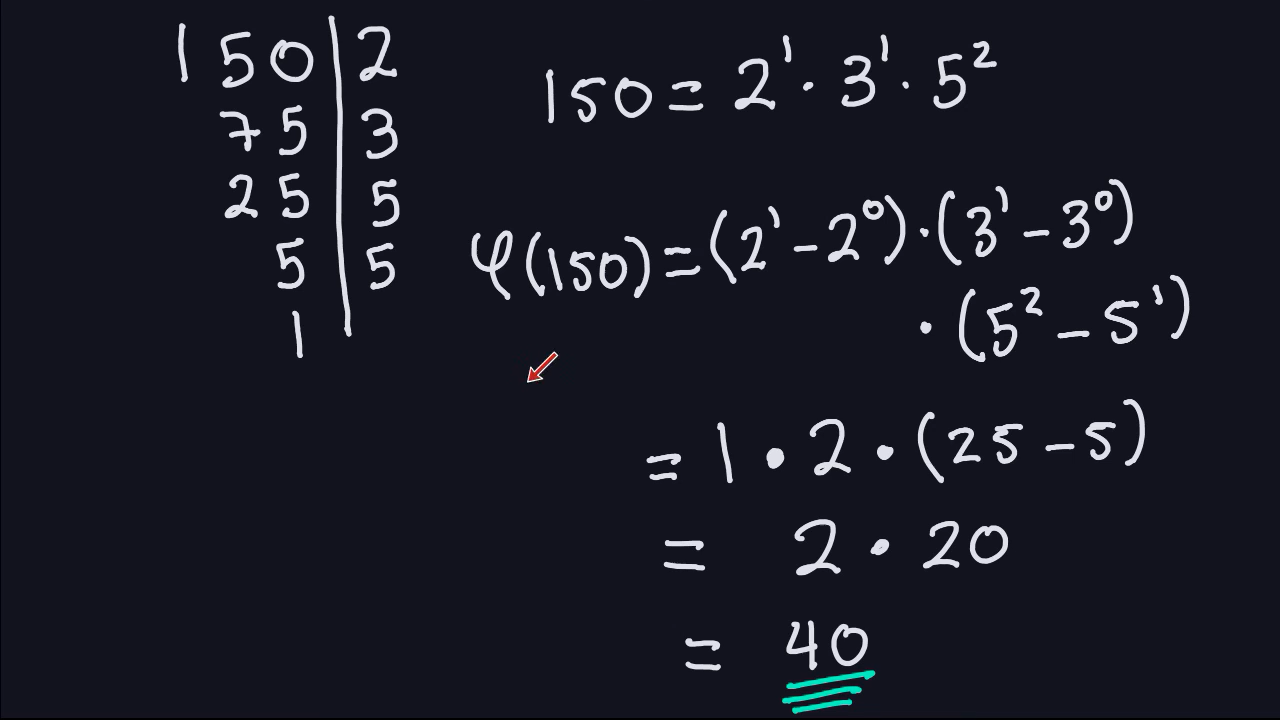 150 | 2
75 | 3
25 | 5
5 | 5
1 |
150 = 2¹ · 3¹ · 5²
φ(150) = (2¹ - 2⁰) · (3¹ - 3⁰)
· (5² - 5¹)
= 1 · 2 · (25 - 5)
= 2 · 20
= 40